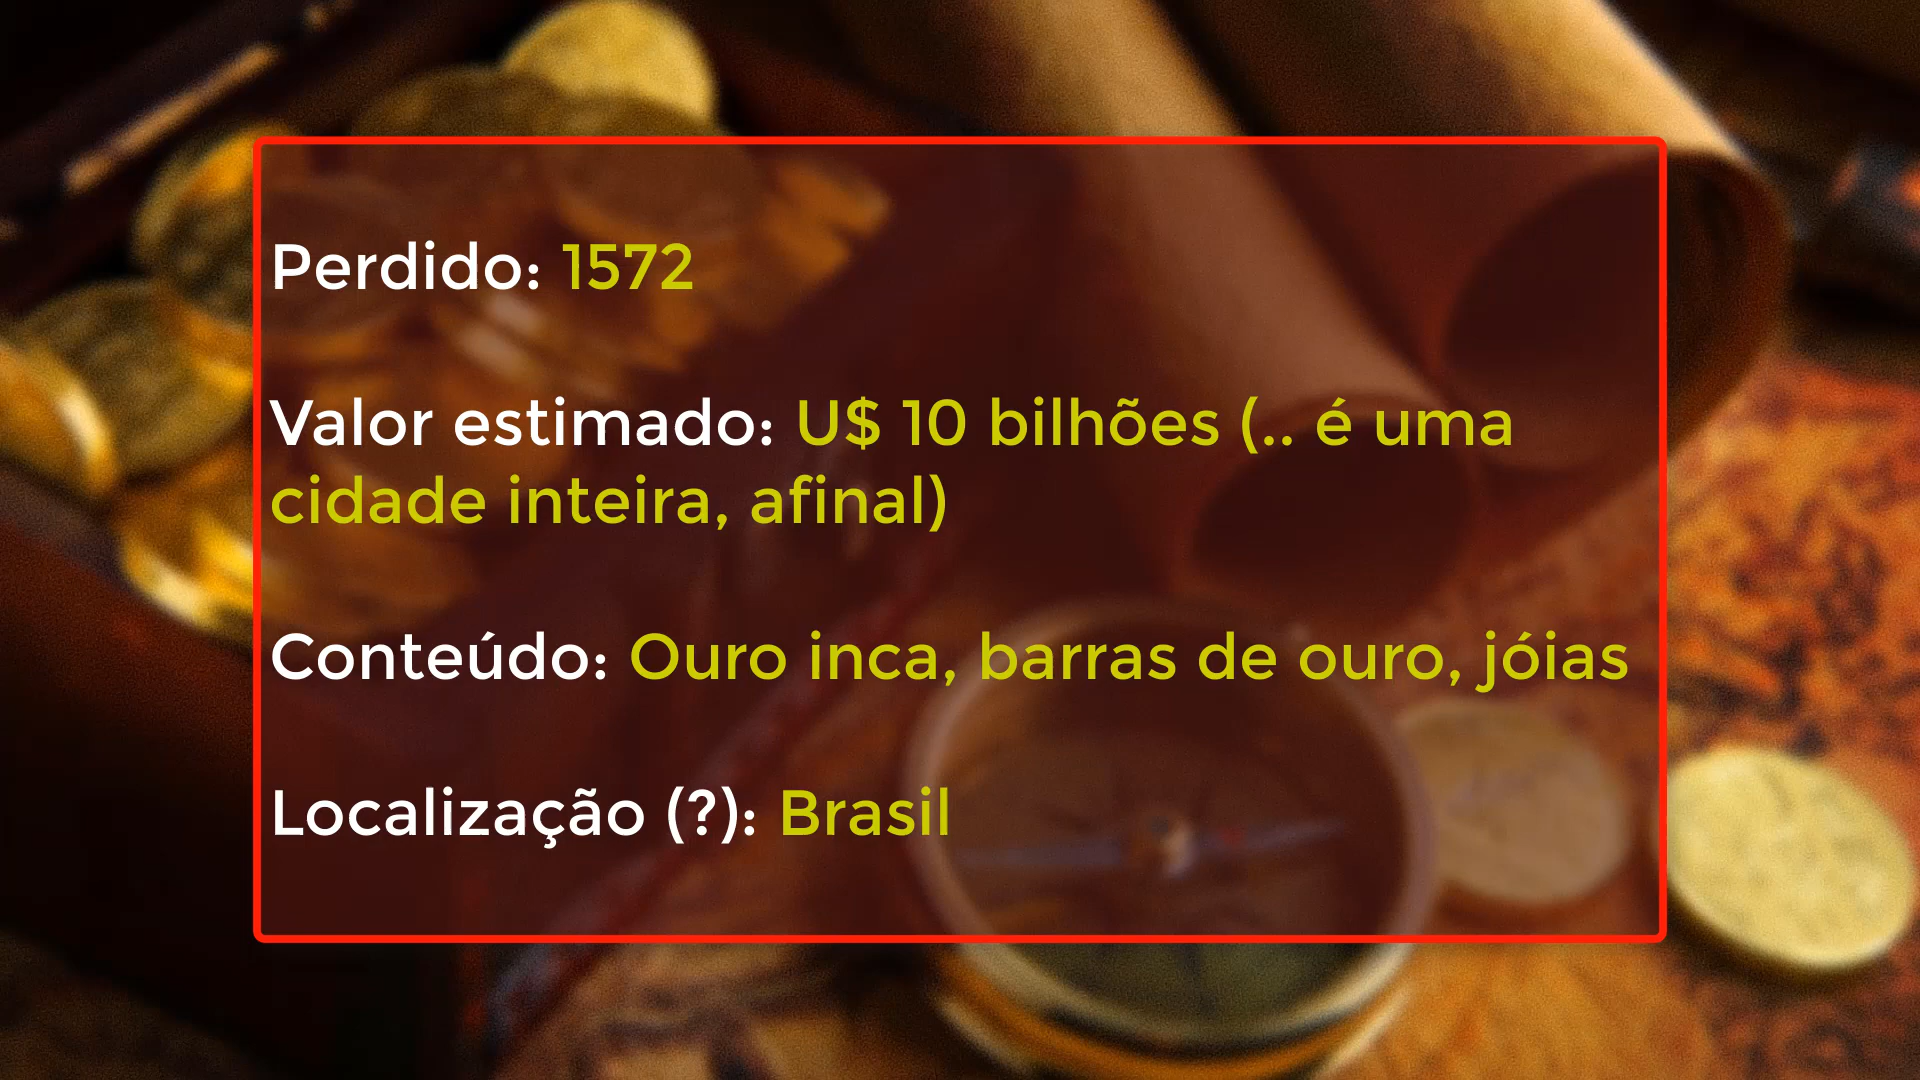 Perdido: 1572
Valor estimado: U$ 10 bilhões (.. é uma
cidade inteira, afinal)
Conteúdo: Ouro inca, barras de ouro, jóias
Localização (?): Brasil